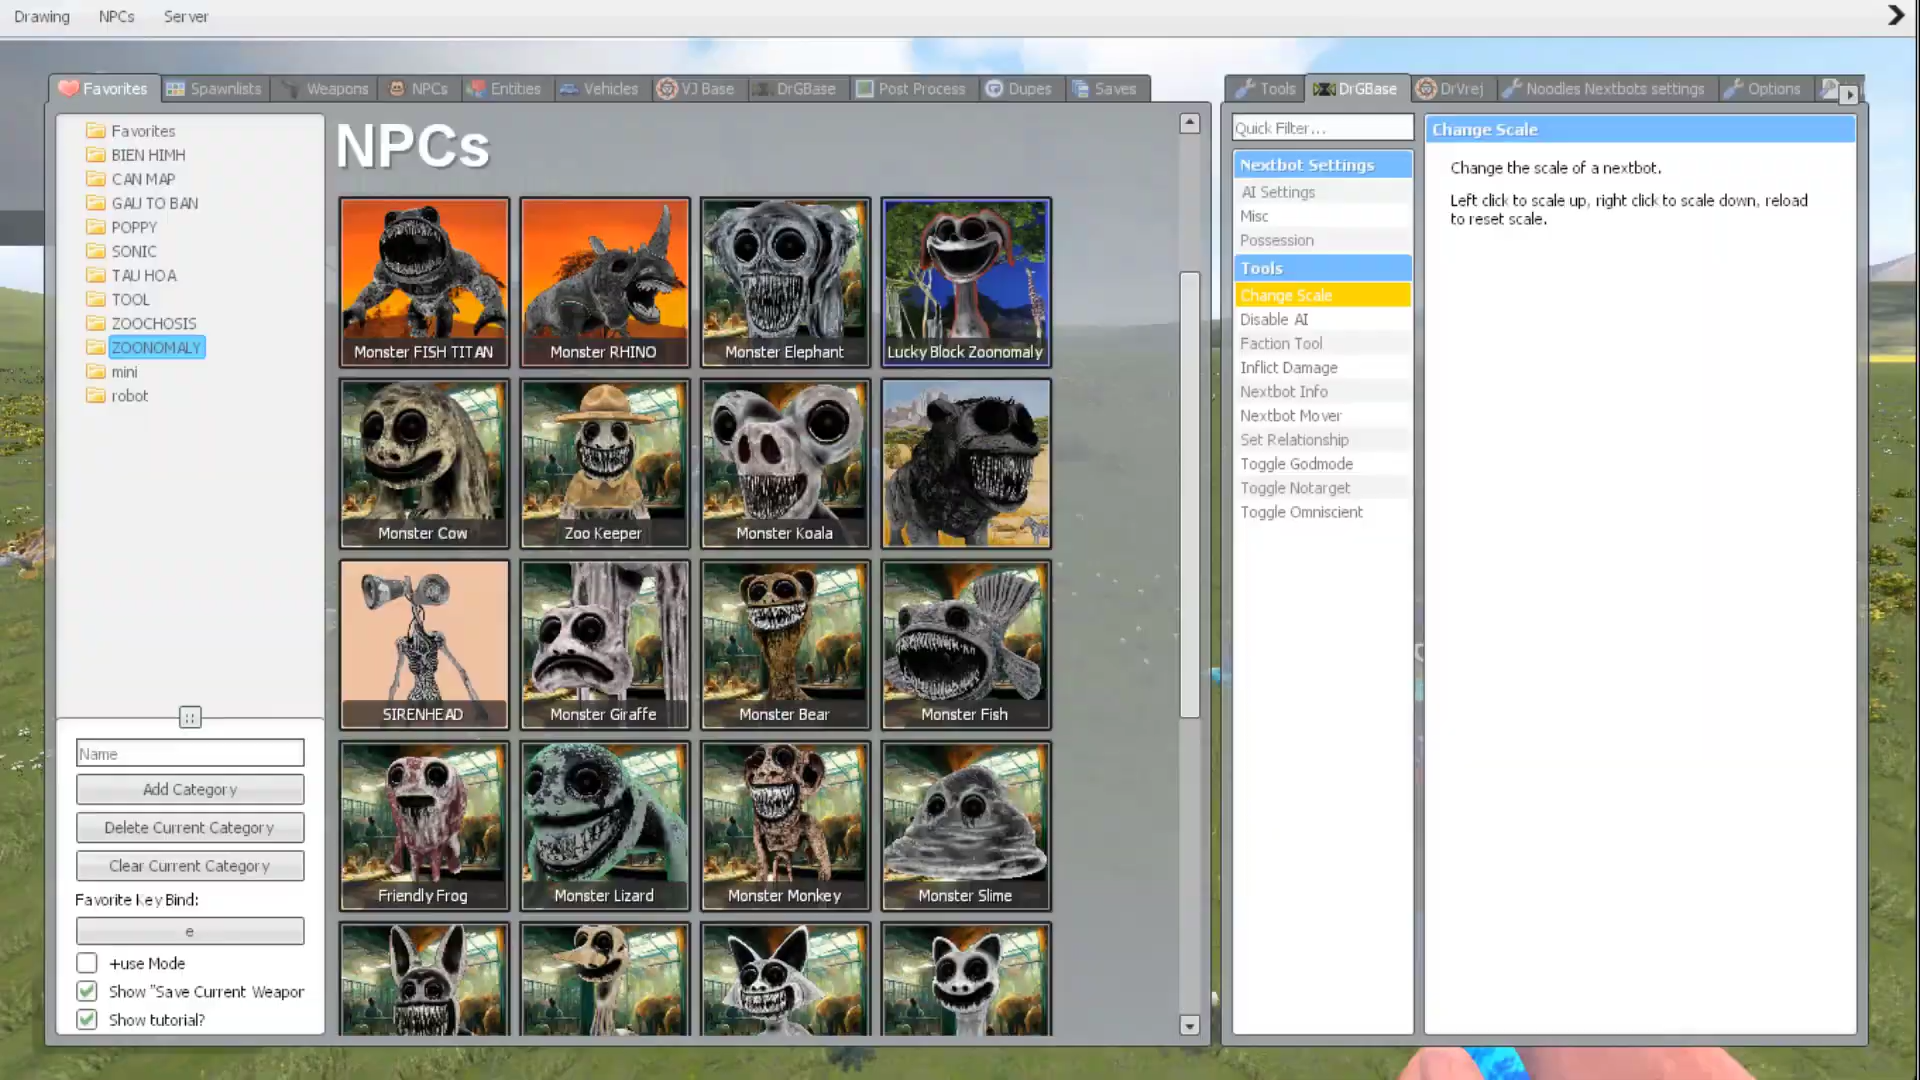 Drawing NPCs Server
Favorites Spawnlists Weapons NPCs Entities Vehicles VJ Base DrGBase Post Process Dupes Saves
Favorites
BIEN HIMH
CAN MAP
GAU TO BAN
POPPY
SONIC
TAU HOA
TOOL
ZOOCHOSIS
ZOONOMALY
mini
robot
Name
Add Category
Delete Current Category
Clear Current Category
Favorite Key Bind:
e
+use Mode
Show "Save Current Weapor
Show tutorial?
NPCs
Monster FISH TITAN Monster RHINO Monster Elephant Lucky Block Zoonomaly
Monster Cow Zoo Keeper Monster Koala
SIRENHEAD Monster Giraffe Monster Bear Monster Fish
Friendly Frog Monster Lizard Monster Monkey Monster Slime
Tools DrGBase DrVrej Noodles Nextbots settings Options
Quick Filter...
Nextbot Settings
AI Settings
Misc
Possession
Tools
Change Scale
Disable AI
Faction Tool
Inflict Damage
Nextbot Info
Nextbot Mover
Set Relationship
Toggle Godmode
Toggle Notarget
Toggle Omniscient
Change Scale
Change the scale of a nextbot.
Left click to scale up, right click to scale down, reload
to reset scale.